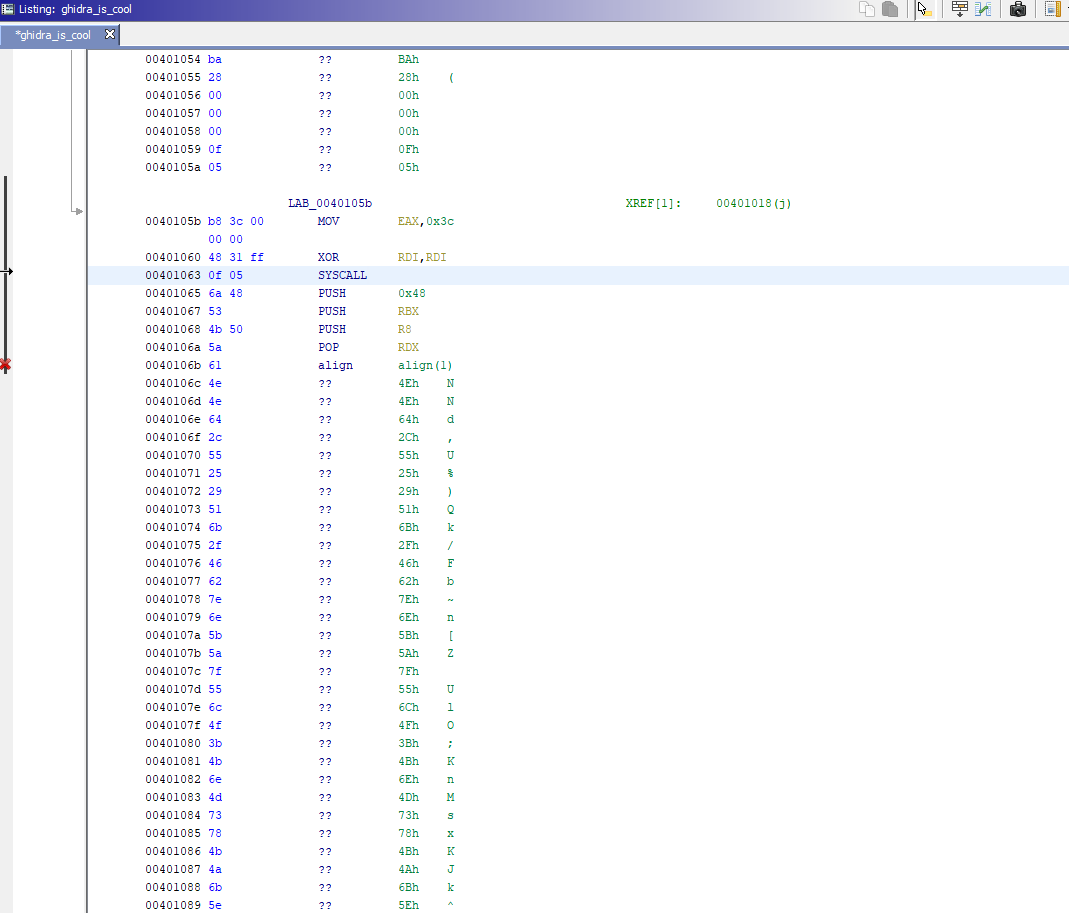 Listing: ghidra_is_cool
*ghidra_is_cool
00401054 ba ?? BAh
00401055 28 ?? 28h (
00401056 00 ?? 00h
00401057 00 ?? 00h
00401058 00 ?? 00h
00401059 0f ?? 0Fh
0040105a 05 ?? 05h
LAB_0040105b XREF[1]: 00401018(j)
0040105b b8 3c 00 MOV EAX,0x3c
00 00
00401060 48 31 ff XOR RDI,RDI
00401063 0f 05 SYSCALL
00401065 6a 48 PUSH 0x48
00401067 53 PUSH RBX
00401068 4b 50 PUSH R8
0040106a 5a POP RDX
0040106b 61 align align(1)
0040106c 4e ?? 4Eh N
0040106d 4e ?? 4Eh N
0040106e 64 ?? 64h d
0040106f 2c ?? 2Ch ,
00401070 55 ?? 55h U
00401071 25 ?? 25h %
00401072 29 ?? 29h )
00401073 51 ?? 51h Q
00401074 6b ?? 6Bh k
00401075 2f ?? 2Fh /
00401076 46 ?? 46h F
00401077 62 ?? 62h b
00401078 7e ?? 7Eh ~
00401079 6e ?? 6Eh n
0040107a 5b ?? 5Bh [
0040107b 5a ?? 5Ah Z
0040107c 7f ?? 7Fh
0040107d 55 ?? 55h U
0040107e 6c ?? 6Ch l
0040107f 4f ?? 4Fh O
00401080 3b ?? 3Bh ;
00401081 4b ?? 4Bh K
00401082 6e ?? 6Eh n
00401083 4d ?? 4Dh M
00401084 73 ?? 73h s
00401085 78 ?? 78h x
00401086 4b ?? 4Bh K
00401087 4a ?? 4Ah J
00401088 6b ?? 6Bh k
00401089 5e ?? 5Eh ^